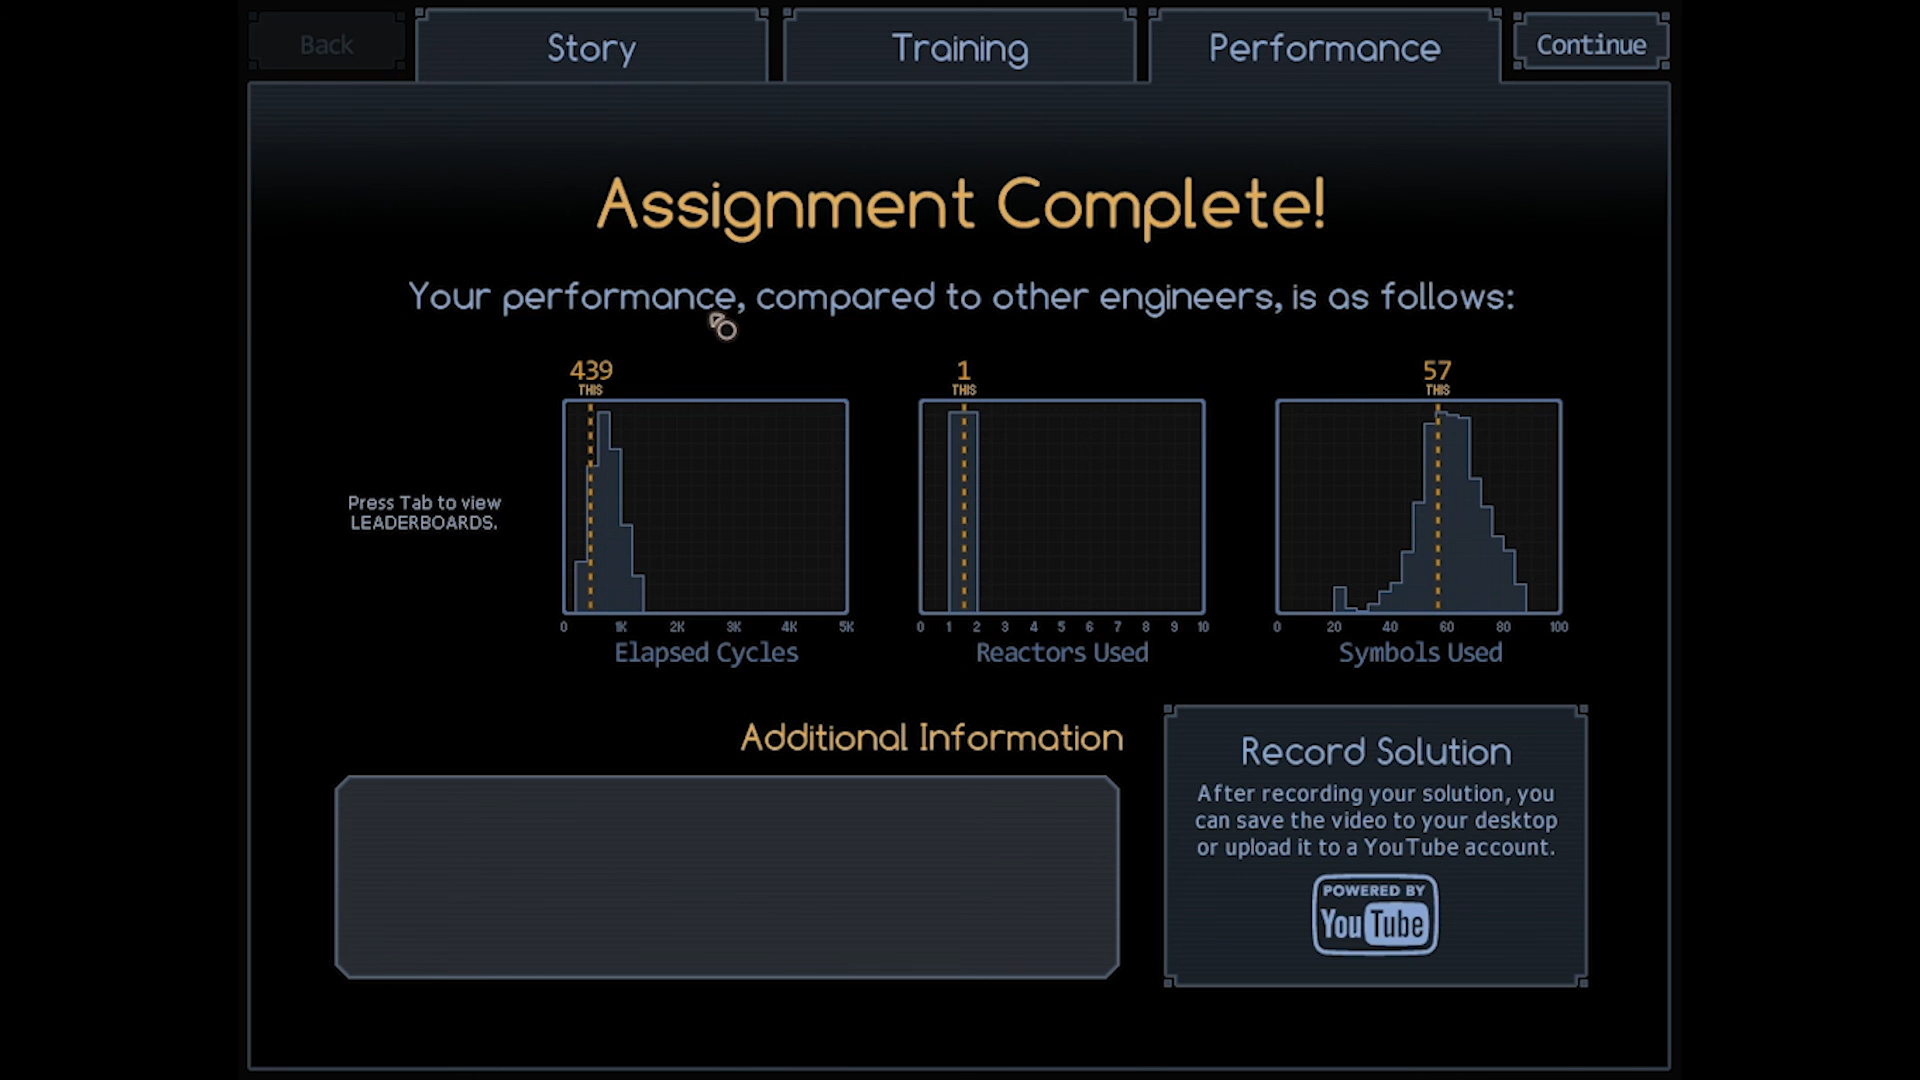 Back
Story
Training
Performance
Continue
Assignment Complete!
Your performance, compared to other engineers, is as follows:
439
THIS
1
THIS
57
THIS
Press Tab to view
LEADERBOARDS.
0 1K 2K 3K 4K 5K
Elapsed Cycles
0 1 2 3 4 5 6 7 8 9 10
Reactors Used
0 20 40 60 80 100
Symbols Used
Additional Information
Record Solution
After recording your solution, you
can save the video to your desktop
or upload it to a YouTube account.
POWERED BY
YouTube